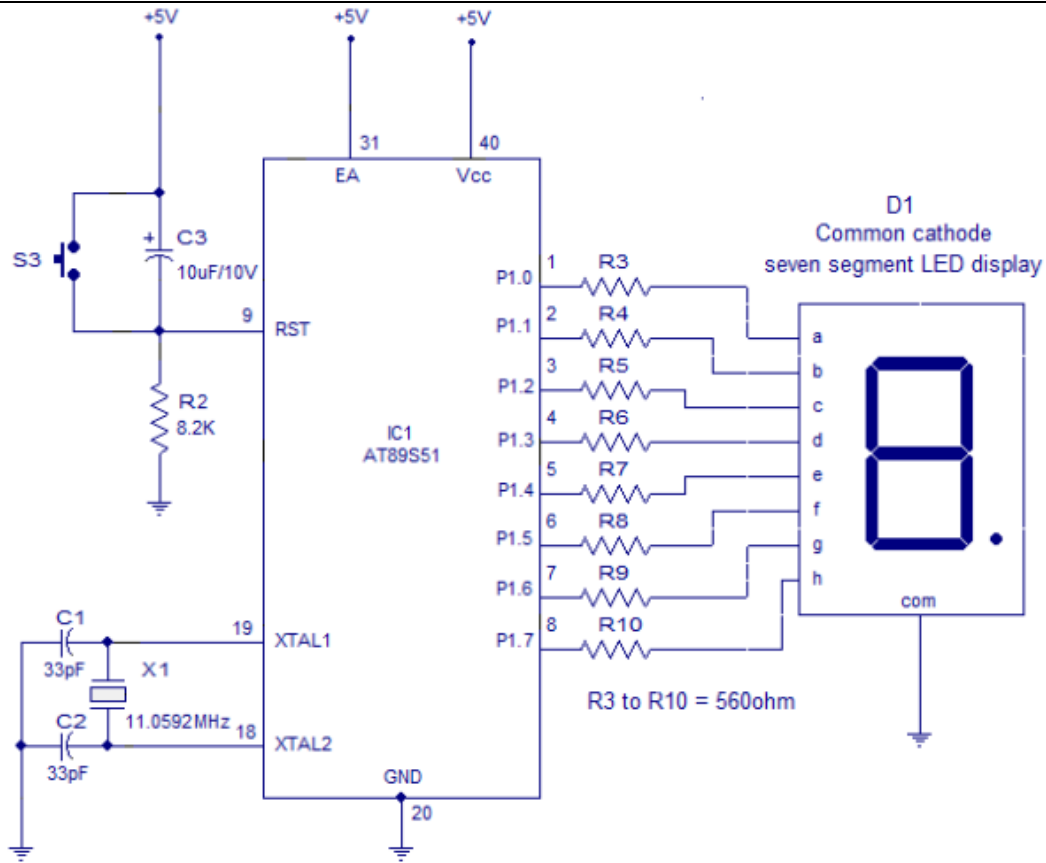 +5V
+5V
+5V
31
40
EA
Vcc
D1
Common cathode
seven segment LED display
S3
+
C3
10uF/10V
9
RST
R2
8.2K
IC1
AT89S51
P1.0
1
R3
a
P1.1
2
R4
b
P1.2
3
R5
c
P1.3
4
R6
d
P1.4
5
R7
e
P1.5
6
R8
f
P1.6
7
R9
g
P1.7
8
R10
h
com
R3 to R10 = 560ohm
C1
33pF
19
XTAL1
X1
11.0592MHz
C2
33pF
18
XTAL2
GND
20